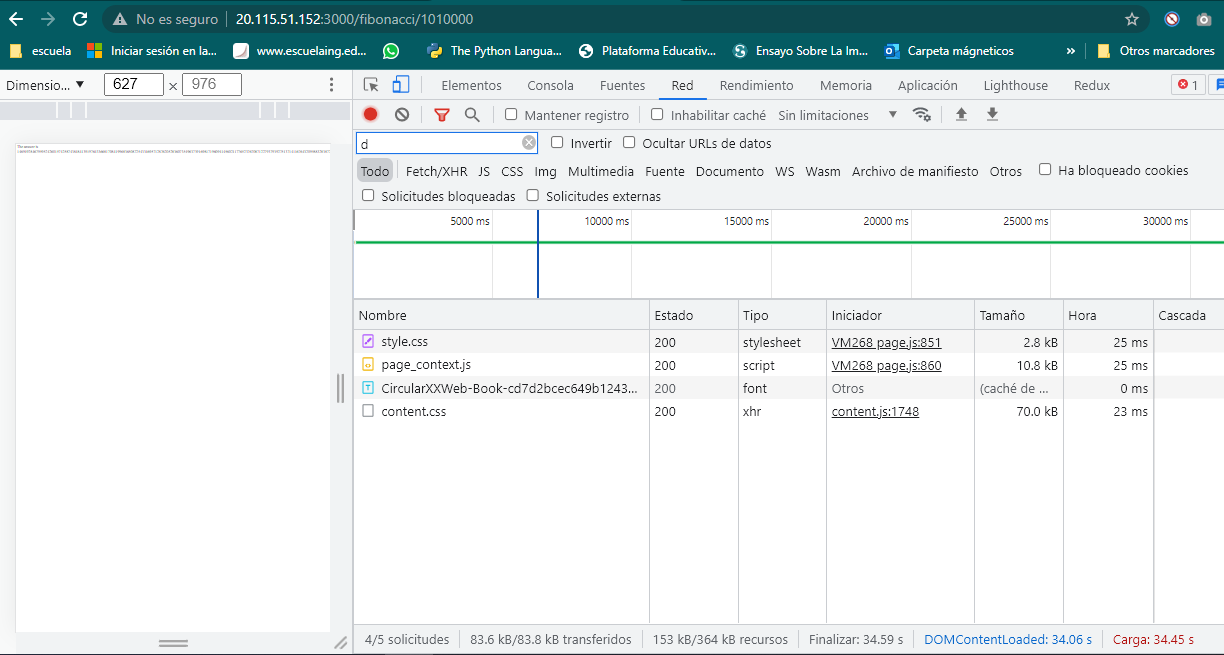 No es seguro 20.115.51.152:3000/fibonacci/1010000
escuela Iniciar sesión en la... www.escuelaing.ed... The Python Langua... Plataforma Educativ... Ensayo Sobre La Im... Carpeta mágneticos » Otros marcadores
Dimensio... ▼ 627 × 976 Elementos Consola Fuentes Red Rendimiento Memoria Aplicación Lighthouse Redux 1
Mantener registro Inhabilitar caché Sin limitaciones ▼
The answer is
d Invertir Ocultar URLs de datos
Todo Fetch/XHR JS CSS Img Multimedia Fuente Documento WS Wasm Archivo de manifiesto Otros Ha bloqueado cookies
Solicitudes bloqueadas Solicitudes externas
5000 ms 10000 ms 15000 ms 20000 ms 25000 ms 30000 ms
Nombre Estado Tipo Iniciador Tamaño Hora Cascada
style.css 200 stylesheet VM268 page.js:851 2.8 kB 25 ms
page_context.js 200 script VM268 page.js:860 10.8 kB 25 ms
CircularXXWeb-Book-cd7d2bcec649b1243... 200 font Otros (caché de ... 0 ms
content.css 200 xhr content.js:1748 70.0 kB 23 ms
4/5 solicitudes 83.6 kB/83.8 kB transferidos 153 kB/364 kB recursos Finalizar: 34.59 s DOMContentLoaded: 34.06 s Carga: 34.45 s